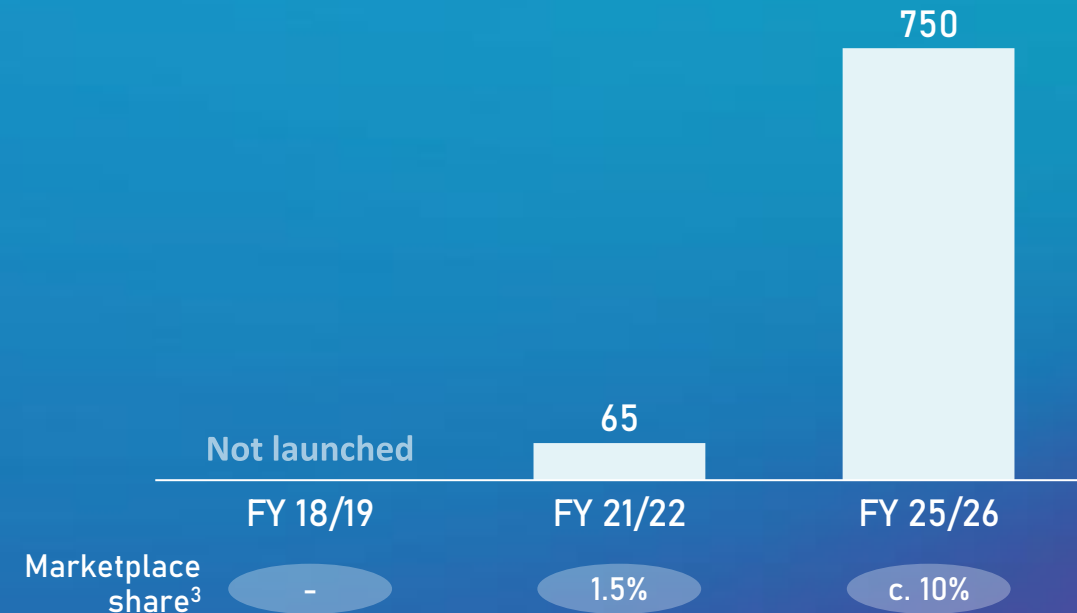 750
65
Not launched
FY 18/19 FY 21/22 FY 25/26
Marketplace
share³ - 1.5% c. 10%